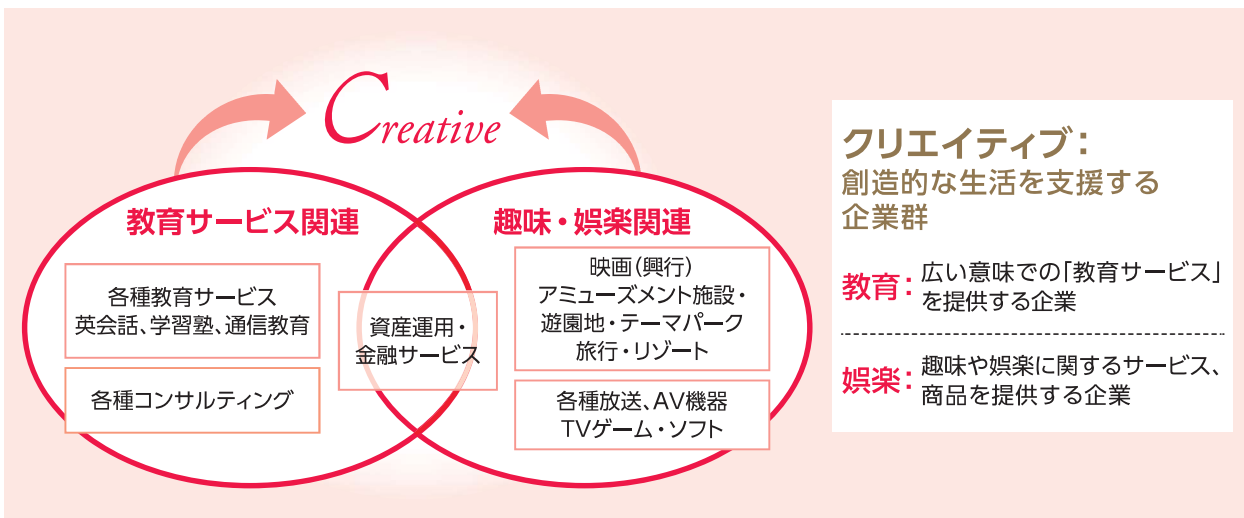 Creative
教育サービス関連
各種教育サービス
英会話、学習塾、通信教育
各種コンサルティング
資産運用・
金融サービス
趣味・娯楽関連
映画(興行)
アミューズメント施設・
遊園地・テーマパーク
旅行・リゾート
各種放送、AV機器
TVゲーム・ソフト
クリエイティブ:
創造的な生活を支援する
企業群
教育:広い意味での「教育サービス」
を提供する企業
娯楽:趣味や娯楽に関するサービス、
商品を提供する企業